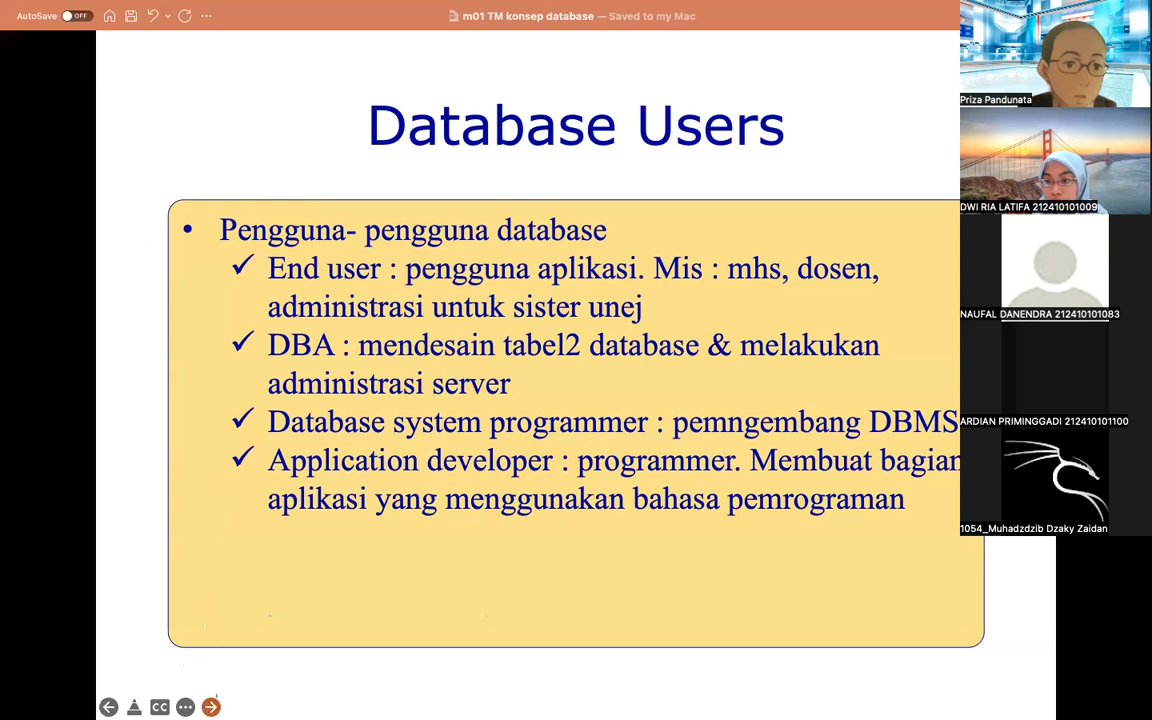 AutoSave OFF
m01 TM konsep database — Saved to my Mac
Database Users
• Pengguna- pengguna database
✓ End user : pengguna aplikasi. Mis : mhs, dosen,
administrasi untuk sister unej
✓ DBA : mendesain tabel2 database & melakukan
administrasi server
✓ Database system programmer : pemngembang DBMS
✓ Application developer : programmer. Membuat bagian
aplikasi yang menggunakan bahasa pemrograman
CC
Priza Pandunata
DWI RIA LATIFA 212410101009
NAUFAL DANENDRA 212410101083
ARDIAN PRIMINGGADI 212410101100
1054_Muhadzdzib Dzaky Zaidan